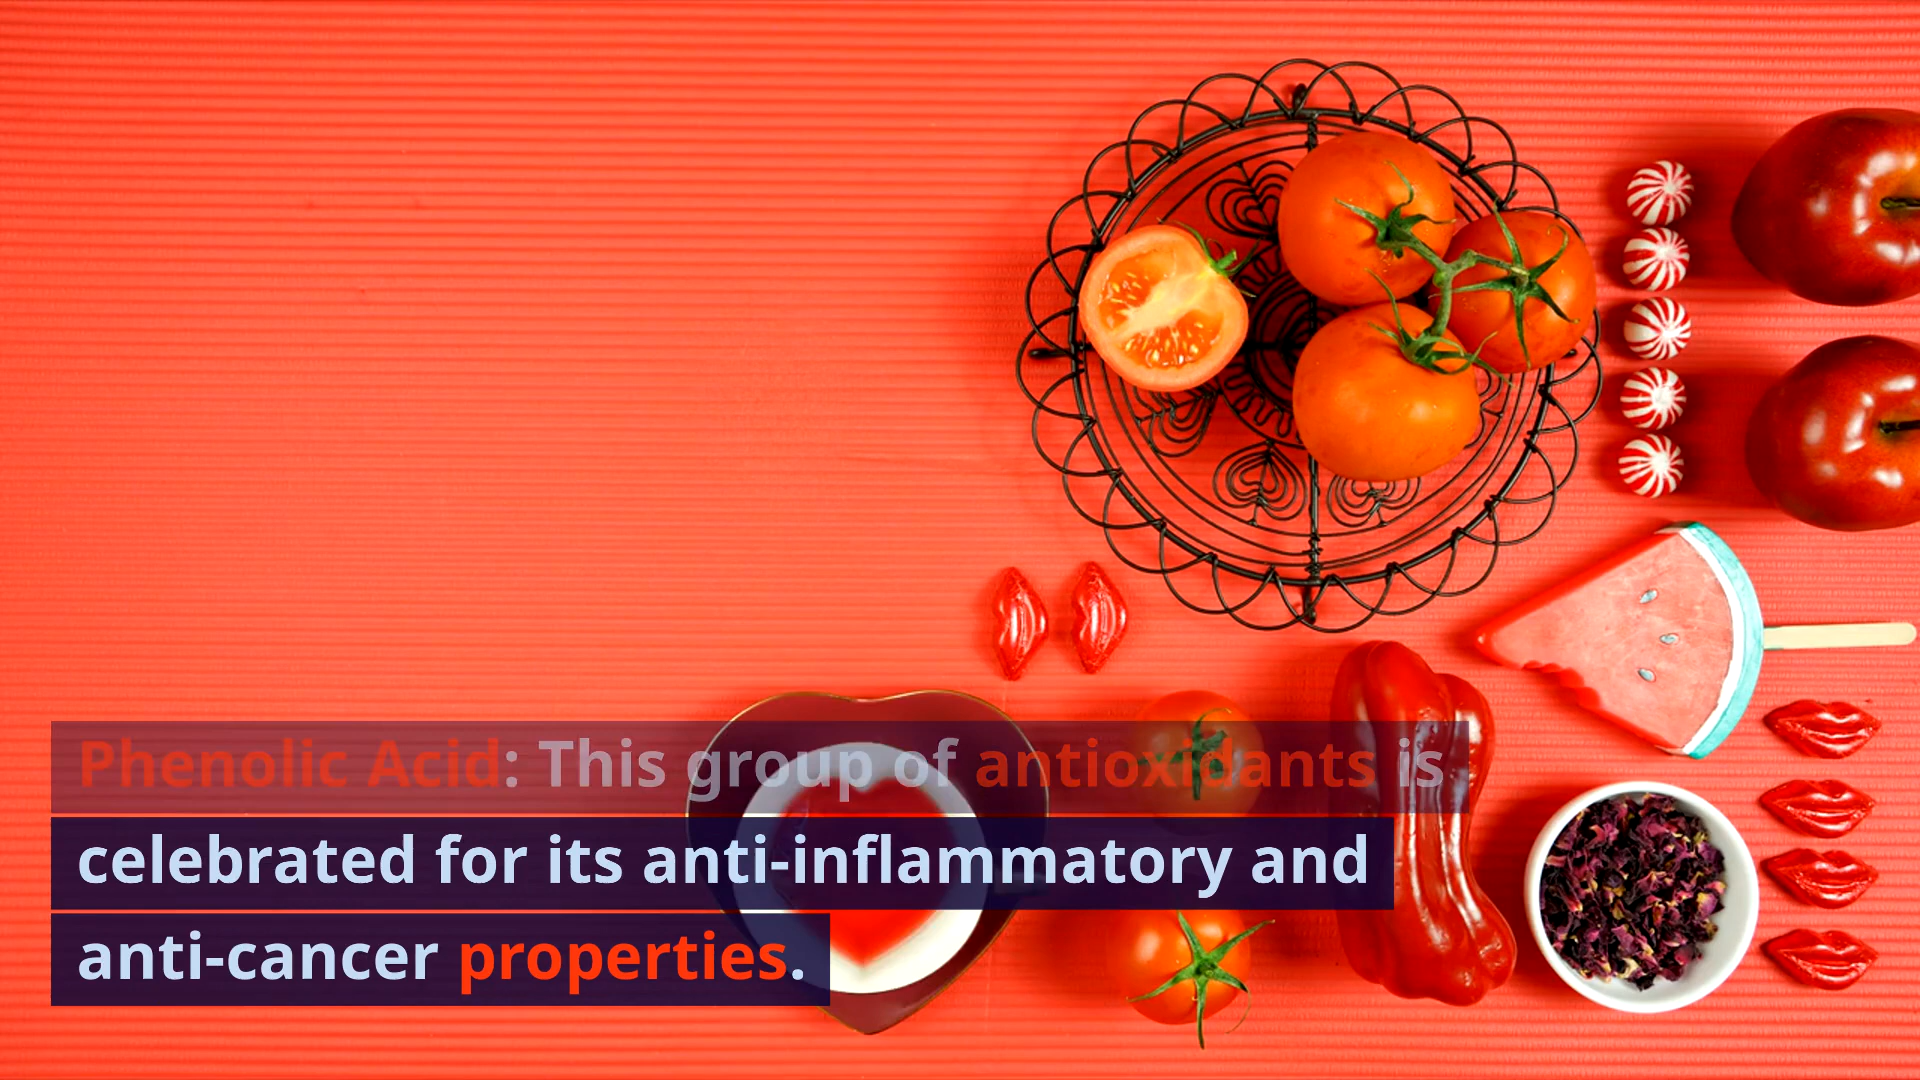 Phenolic Acid: This group of antioxidants is
celebrated for its anti-inflammatory and
anti-cancer properties.